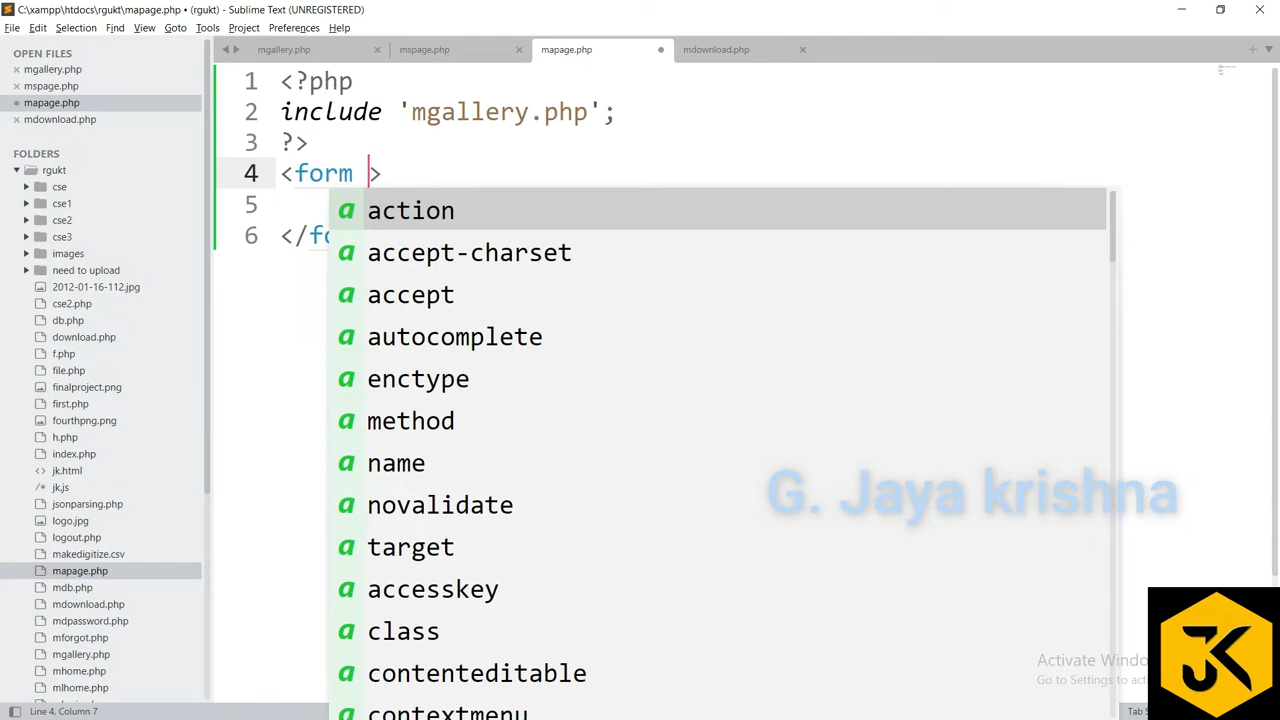 C:\xampp\htdocs\rgukt\mapage.php • (rgukt) - Sublime Text (UNREGISTERED)
File Edit Selection Find View Goto Tools Project Preferences Help
OPEN FILES
mgallery.php
mspage.php
mapage.php
mdownload.php
FOLDERS
rgukt
cse
cse1
cse2
cse3
images
need to upload
2012-01-16-112.jpg
cse2.php
db.php
download.php
f.php
file.php
finalproject.png
first.php
fourthpng.png
h.php
index.php
jk.html
jk.js
jsonparsing.php
logo.jpg
logout.php
makedigitize.csv
mapage.php
mdb.php
mdownload.php
mdpassword.php
mforgot.php
mgallery.php
mhome.php
mlhome.php
mgallery.php mspage.php mapage.php mdownload.php
1 <?php
2 include 'mgallery.php';
3 ?>
4 <form >
5
6 </fo
a action
a accept-charset
a accept
a autocomplete
a enctype
a method
a name
a novalidate
a target
a accesskey
a class
a contenteditable
a contextmenu
G. Jaya krishna
JK
Activate Windo
Go to Settings to act
Line 4, Column 7
Tab S